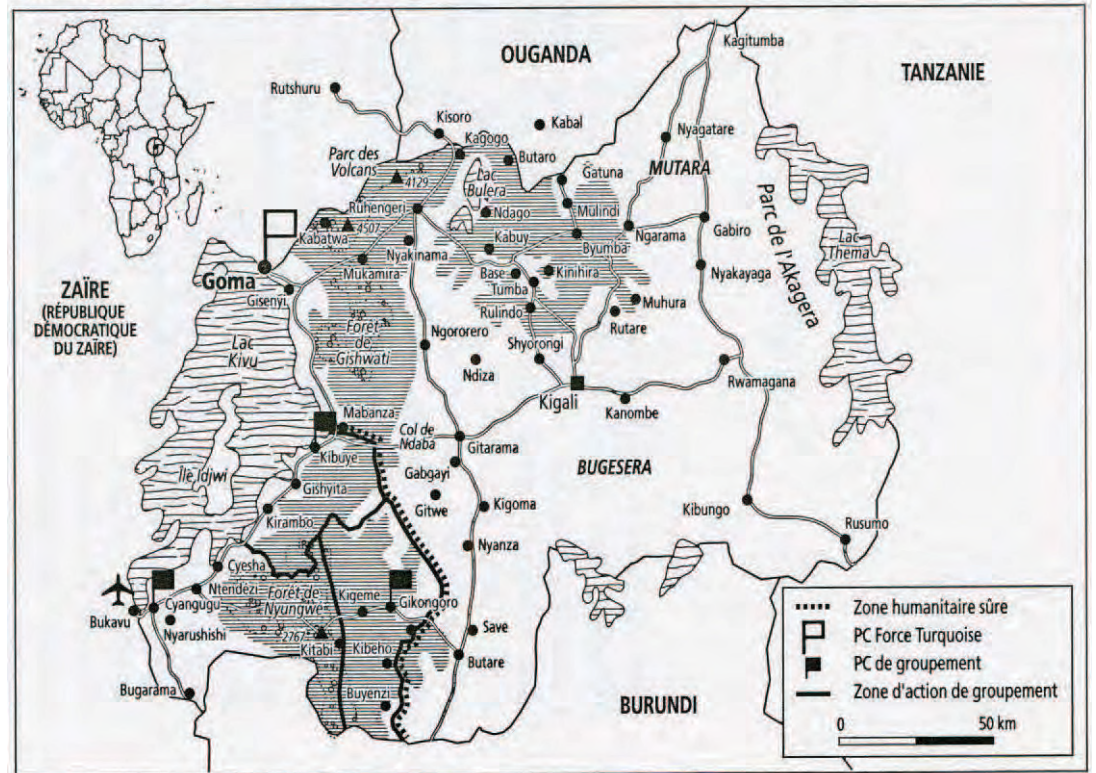 OUGANDA
TANZANIE
Kagitumba
Rutshuru
Kisoro
Kabal
Nyagatare
Kagogo
Butaro
Parc des
Volcans
4129
Lac
Bulera
Gatuna
MUTARA
Ruhengeri
Ndago
Mulindi
4507
Kabatwa
Kabuy
Byumba
Ngarama
Gabiro
Parc de l'Akagera
Lac
Thema
Nyakinama
Goma
Mukamira
Base
Kinihira
Nyakayaga
Gisenyi
Tumba
Muhura
ZAÏRE
(RÉPUBLIQUE
DÉMOCRATIQUE
DU ZAÏRE)
Rulindo
Rutare
Forêt
de
Gishwati
Ngororero
Shyorongi
Lac
Kivu
Ndiza
Rwamagana
Kigali
Kanombe
Mabanza
Col de
Ndaba
Gitarama
Kibuye
BUGESERA
Île Idjwi
Gabgayi
Gishyita
Gitwe
Kigoma
Kibungo
Kirambo
Rusumo
Nyanza
Cyesha
Ntendezi
Forêt de
Nyungwe
Kigeme
Gikongoro
Cyangugu
Bukavu
Nyarushishi
2767
Save
Kitabi
Kibeho
Butare
Bugarama
Buyenzi
BURUNDI
Zone humanitaire sûre
PC Force Turquoise
PC de groupement
Zone d'action de groupement
0
50 km